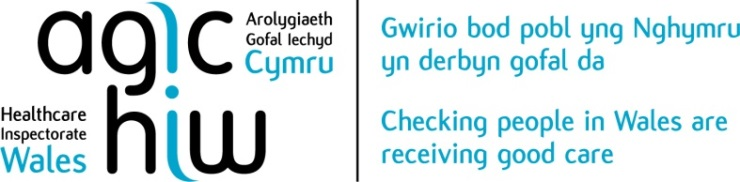 agic
Arolygiaeth
Gofal Iechyd
Cymru
Healthcare
Inspectorate
Wales
hiw
Gwirio bod pobl yng Nghymru
yn derbyn gofal da
Checking people in Wales are
receiving good care